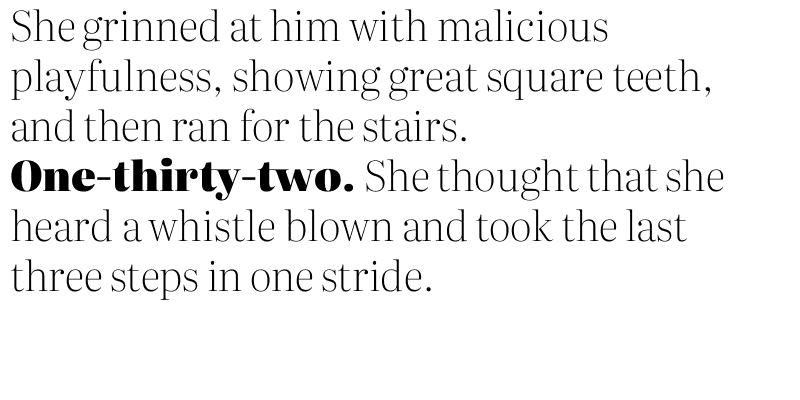 She grinned at him with malicious
playfulness, showing great square teeth,
and then ran for the stairs.
One-thirty-two. She thought that she
heard a whistle blown and took the last
three steps in one stride.